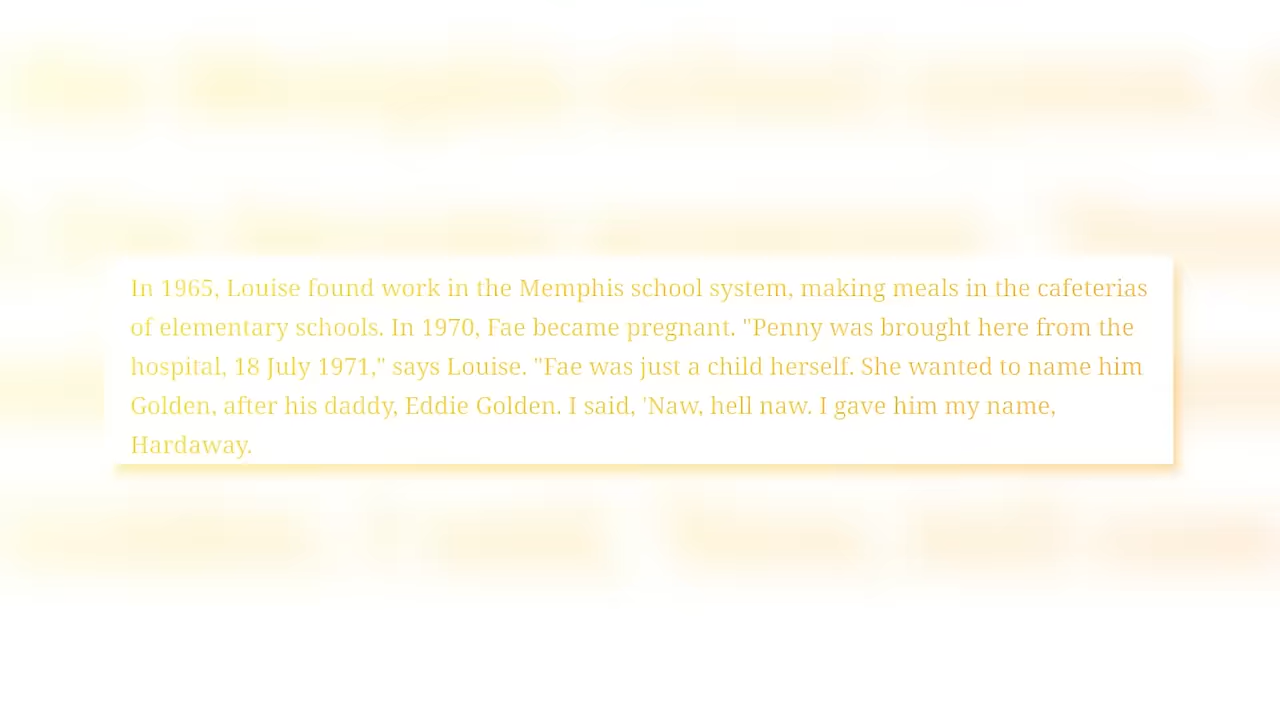 In 1965, Louise found work in the Memphis school system, making meals in the cafeterias
of elementary schools. In 1970, Fae became pregnant. "Penny was brought here from the
hospital, 18 July 1971," says Louise. "Fae was just a child herself. She wanted to name him
Golden, after his daddy, Eddie Golden. I said, 'Naw, hell naw. I gave him my name,
Hardaway.